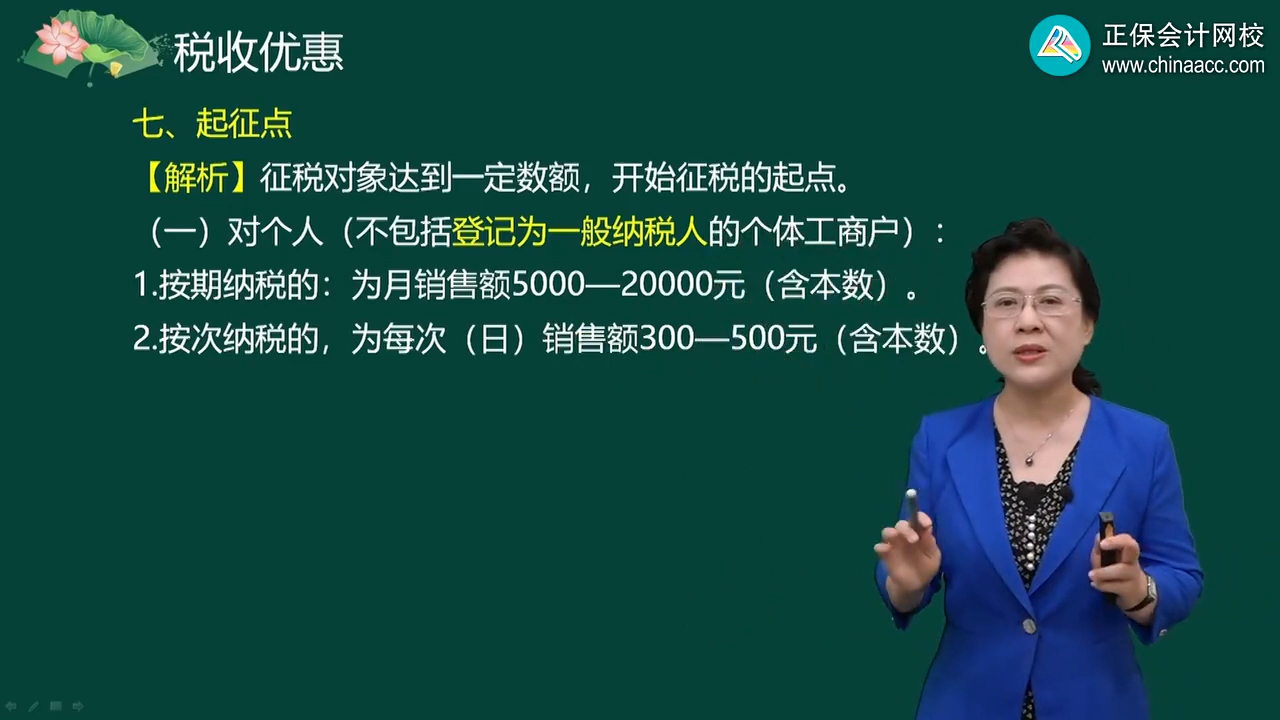 税收优惠
正保会计网校
www.chinaacc.com
七、起征点
【解析】征税对象达到一定数额，开始征税的起点。
（一）对个人（不包括登记为一般纳税人的个体工商户）：
1.按期纳税的：为月销售额5000—20000元（含本数）。
2.按次纳税的，为每次（日）销售额300—500元（含本数）。